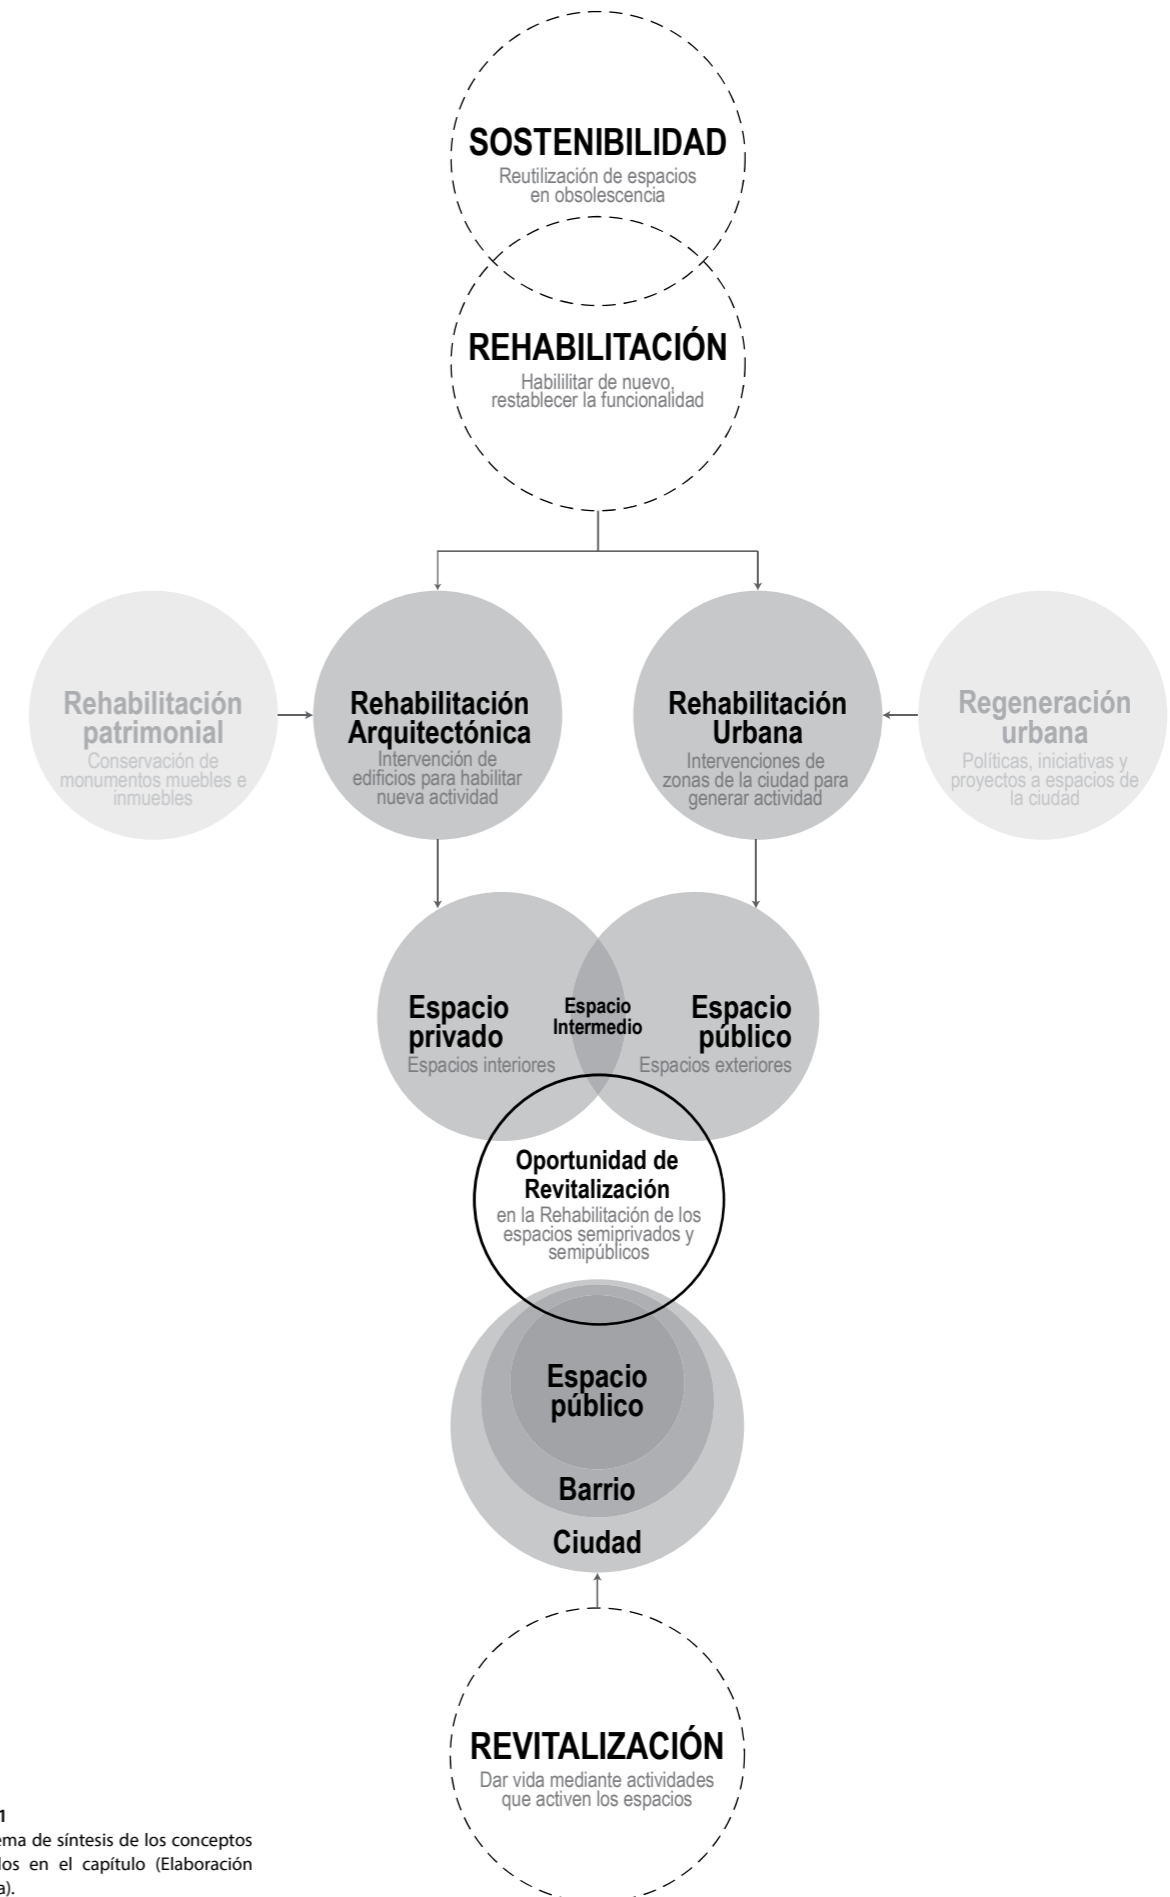 SOSTENIBILIDAD
Reutilización de espacios
en obsolescencia
REHABILITACIÓN
Habililitar de nuevo,
restablecer la funcionalidad
Rehabilitación
patrimonial
Conservación de
monumentos muebles e
inmuebles
Rehabilitación
Arquitectónica
Intervención de
edificios para habilitar
nueva actividad
Rehabilitación
Urbana
Intervenciones de
zonas de la ciudad para
generar actividad
Regeneración
urbana
Políticas, iniciativas y
proyectos a espacios de
la ciudad
Espacio
privado
Espacios interiores
Espacio
Intermedio
Espacio
público
Espacios exteriores
Oportunidad de
Revitalización
en la Rehabilitación de los
espacios semiprivados y
semipúblicos
Espacio
público
Barrio
Ciudad
REVITALIZACIÓN
Dar vida mediante actividades
que activen los espacios
1
ema de síntesis de los conceptos
los en el capítulo (Elaboración
a).